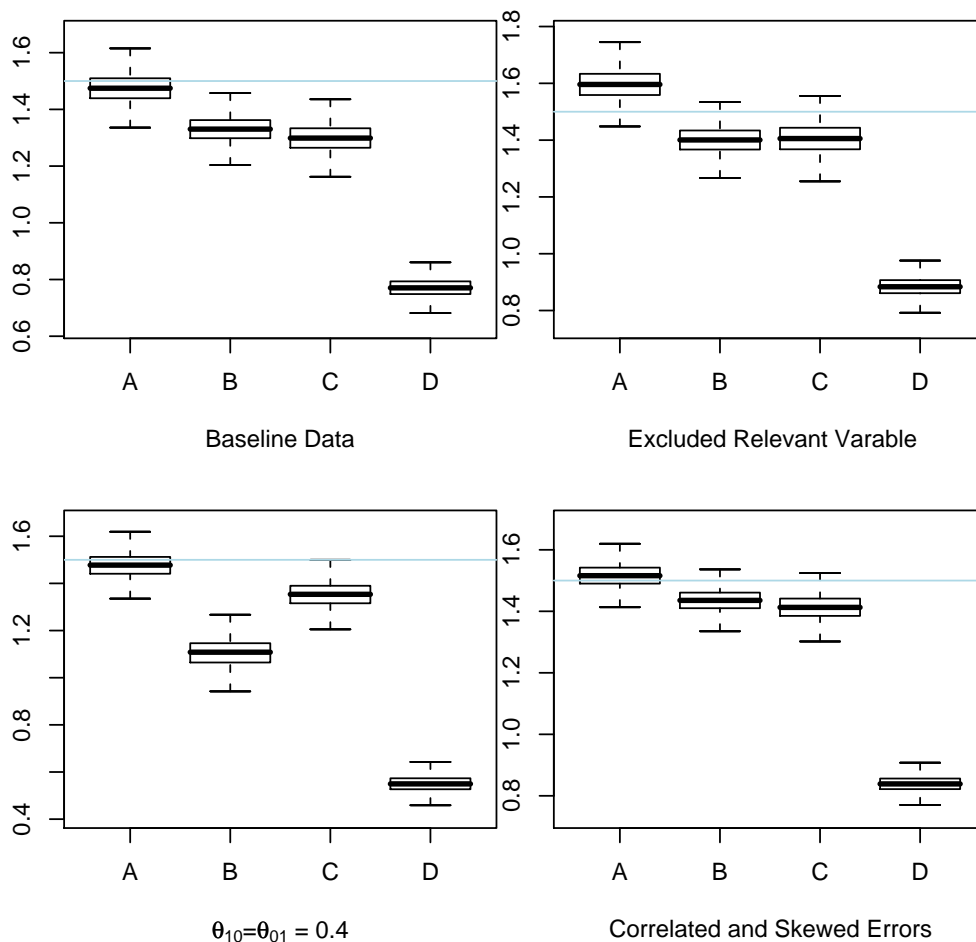 1.6
1.4
1.2
1.0
0.8
0.6
A B C D
Baseline Data
1.8
1.6
1.4
1.2
1.0
0.8
A B C D
Excluded Relevant Varable
1.6
1.2
0.8
0.4
A B C D
θ10=θ01 = 0.4
1.6
1.4
1.2
1.0
0.8
A B C D
Correlated and Skewed Errors